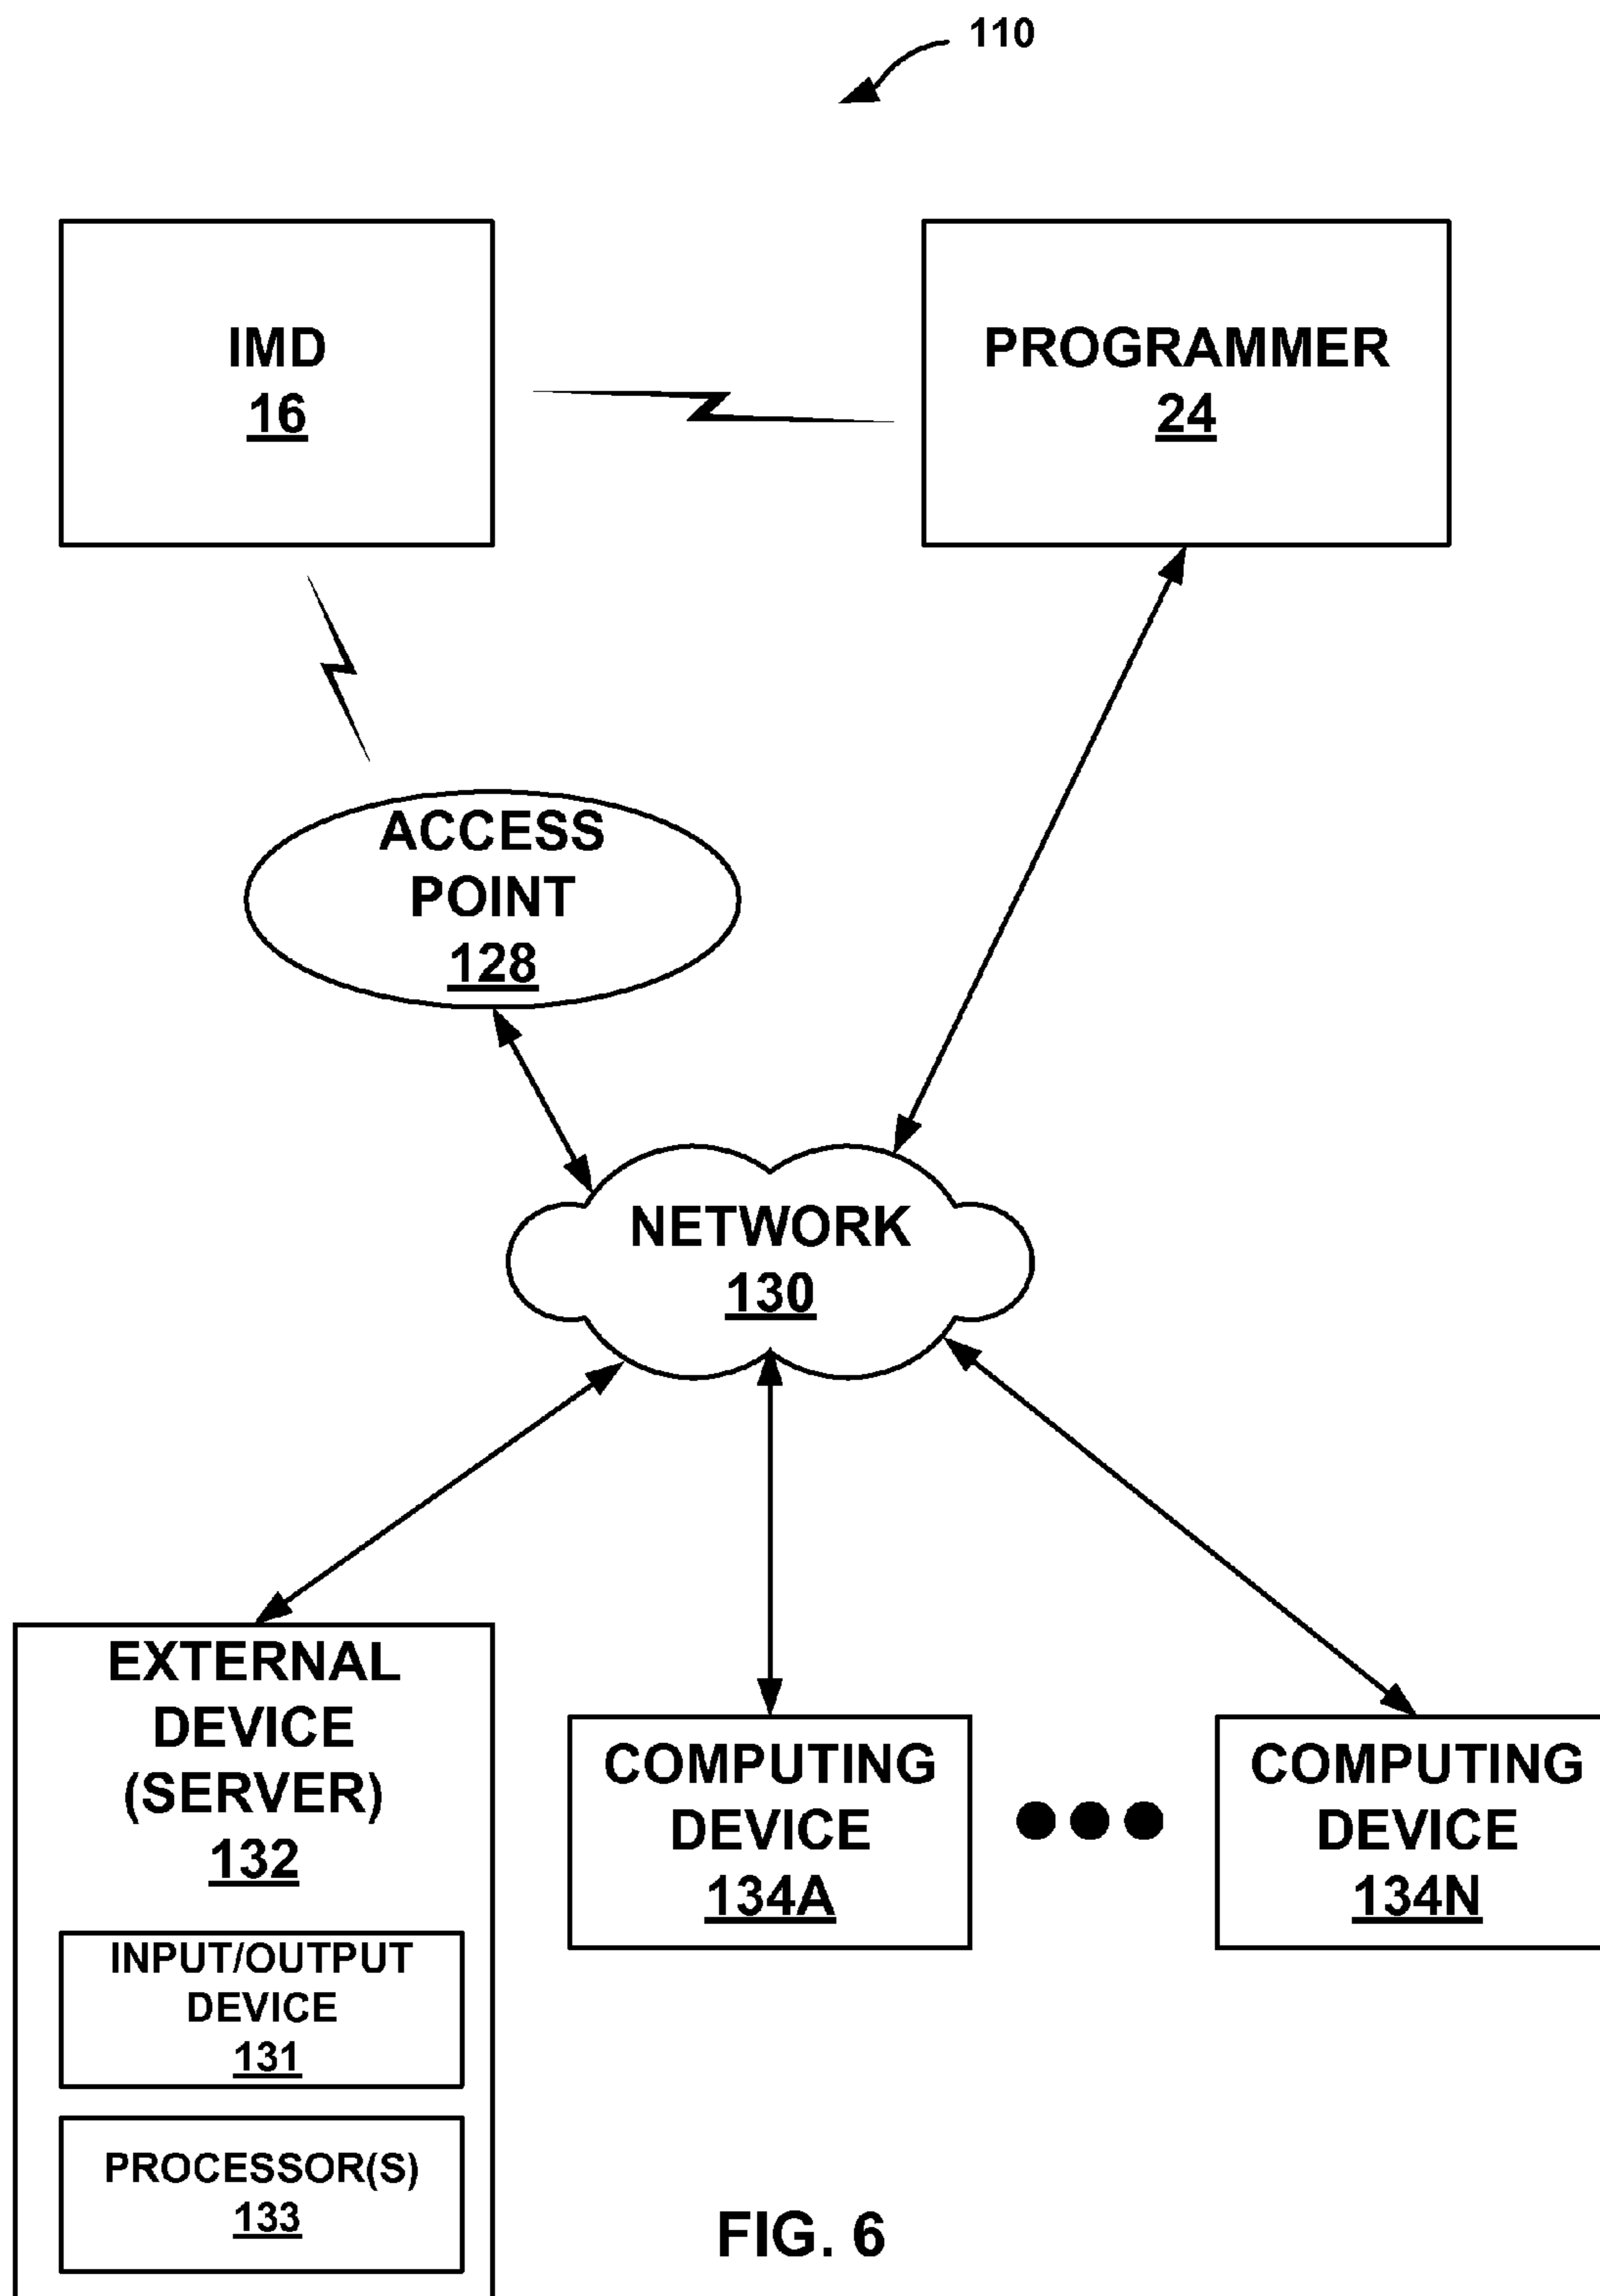 110
IMD
16
PROGRAMMER
24
ACCESS
POINT
128
NETWORK
130
EXTERNAL
DEVICE
(SERVER)
132
INPUT/OUTPUT
DEVICE
131
PROCESSOR(S)
133
COMPUTING
DEVICE
134A
COMPUTING
DEVICE
134N
FIG. 6